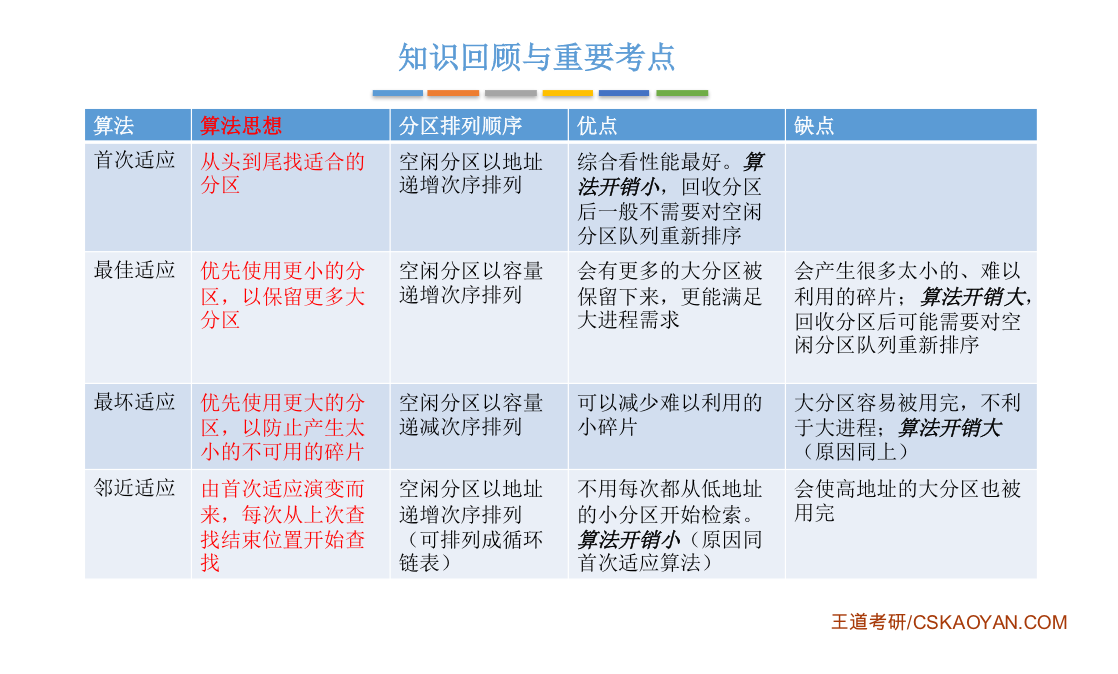 知识回顾与重要考点
算法
算法思想
分区排列顺序
优点
缺点
首次适应
从头到尾找适合的
分区
空闲分区以地址
递增次序排列
综合看性能最好。算
法开销小，回收分区
后一般不需要对空闲
分区队列重新排序
最佳适应
优先使用更小的分
区，以保留更多大
分区
空闲分区以容量
递增次序排列
会有更多的大分区被
保留下来，更能满足
大进程需求
会产生很多太小的、难以
利用的碎片；算法开销大，
回收分区后可能需要对空
闲分区队列重新排序
最坏适应
优先使用更大的分
区，以防止产生太
小的不可用的碎片
空闲分区以容量
递减次序排列
可以减少难以利用的
小碎片
大分区容易被用完，不利
于大进程；算法开销大
（原因同上）
邻近适应
由首次适应演变而
来，每次从上次查
找结束位置开始查
找
空闲分区以地址
递增次序排列
（可排列成循环
链表）
不用每次都从低地址
的小分区开始检索。
算法开销小（原因同
首次适应算法）
会使高地址的大分区也被
用完
王道考研/CSKAOYAN.COM